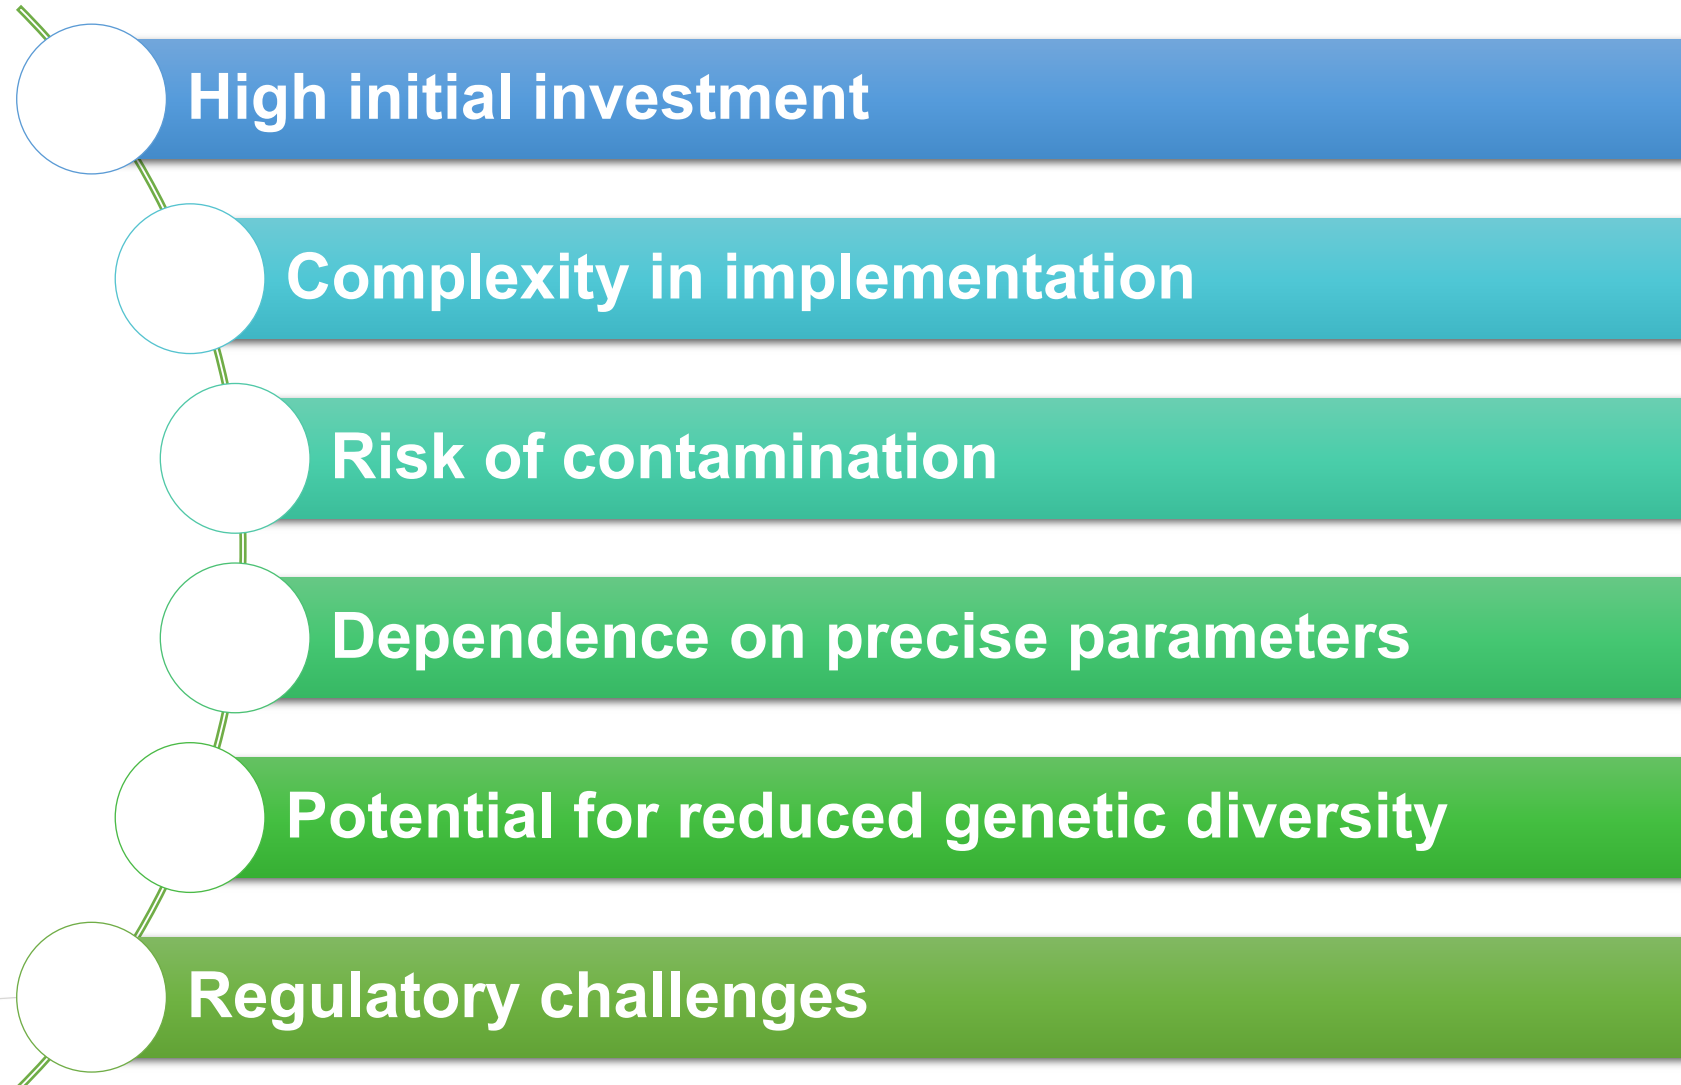 High initial investment
Complexity in implementation
Risk of contamination
Dependence on precise parameters
Potential for reduced genetic diversity
Regulatory challenges